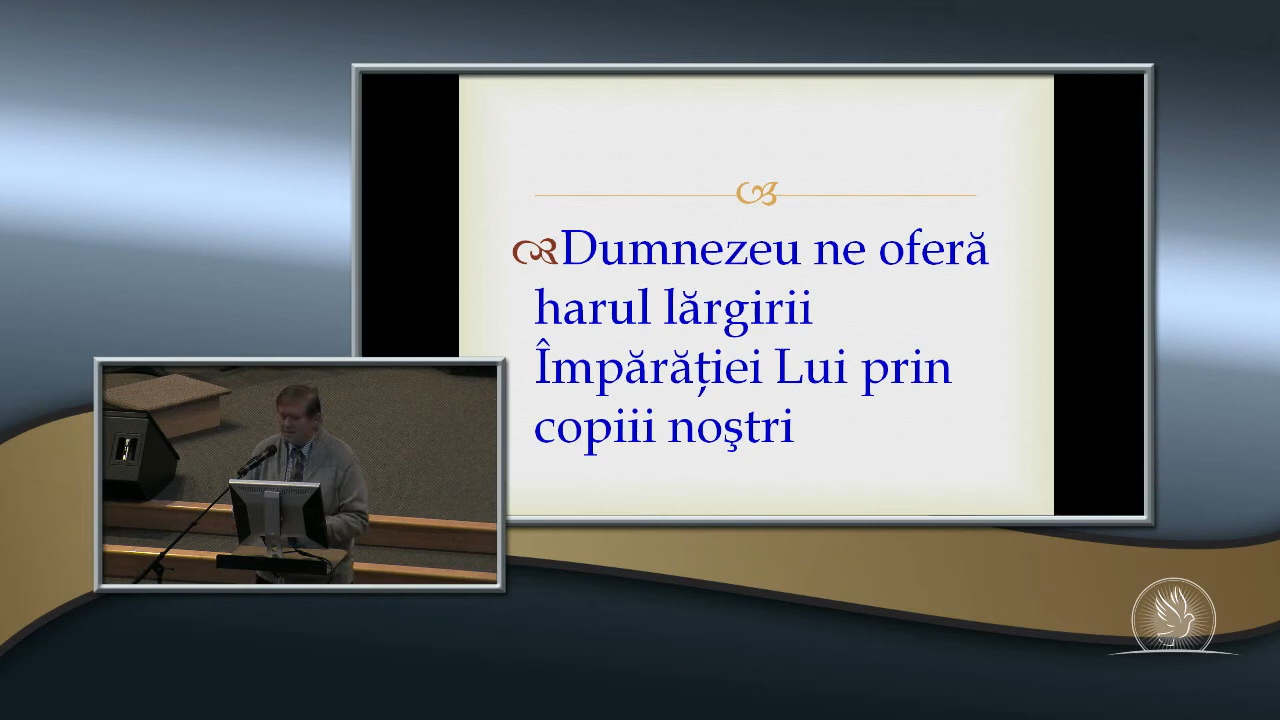 Dumnezeu ne oferă
harul lărgirii
Împărăției Lui prin
copiii noştri